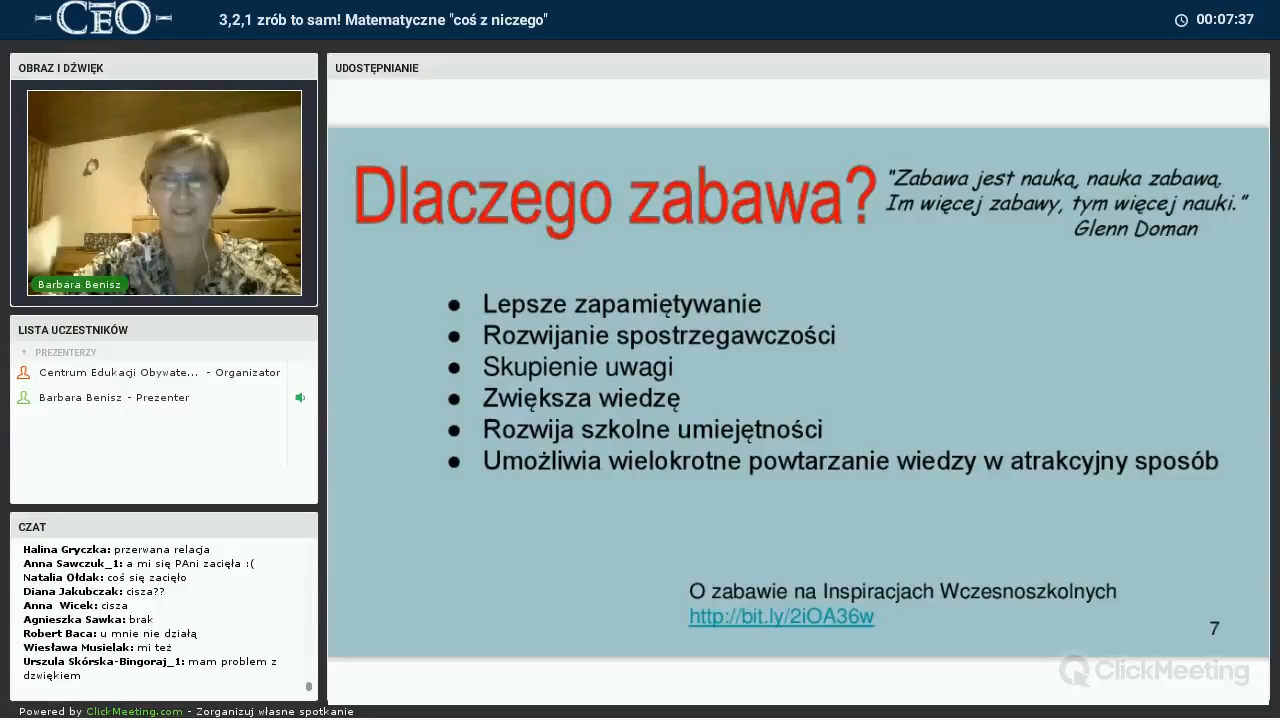 CEO
3,2,1 zrób to sam! Matematyczne "coś z niczego"
00:07:37
OBRAZ I DŹWIĘK
Barbara Benisz
LISTA UCZESTNIKÓW
PREZENTERZY
Centrum Edukacji Obywate... - Organizator
Barbara Benisz - Prezenter
CZAT
Halina Gryczka: przerwana relacja
Anna Sawczuk_1: a mi się PAni zacięła :(
Natalia Ołdak: coś się zacięło
Diana Jakubczak: cisza??
Anna Wicek: cisza
Agnieszka Sawka: brak
Robert Baca: u mnie nie działą
Wiesława Musielak: mi też
Urszula Skórska-Bingoraj_1: mam problem z
dzwiękiem
UDOSTĘPNIANIE
Dlaczego zabawa?
"Zabawa jest nauką, nauka zabawą.
Im więcej zabawy, tym więcej nauki."
Glenn Doman
● Lepsze zapamiętywanie
● Rozwijanie spostrzegawczości
● Skupienie uwagi
● Zwiększa wiedzę
● Rozwija szkolne umiejętności
● Umożliwia wielokrotne powtarzanie wiedzy w atrakcyjny sposób
O zabawie na Inspiracjach Wczesnoszkolnych
http://bit.ly/2iOA36w
7
ClickMeeting
Powered by ClickMeeting.com - Zorganizuj własne spotkanie